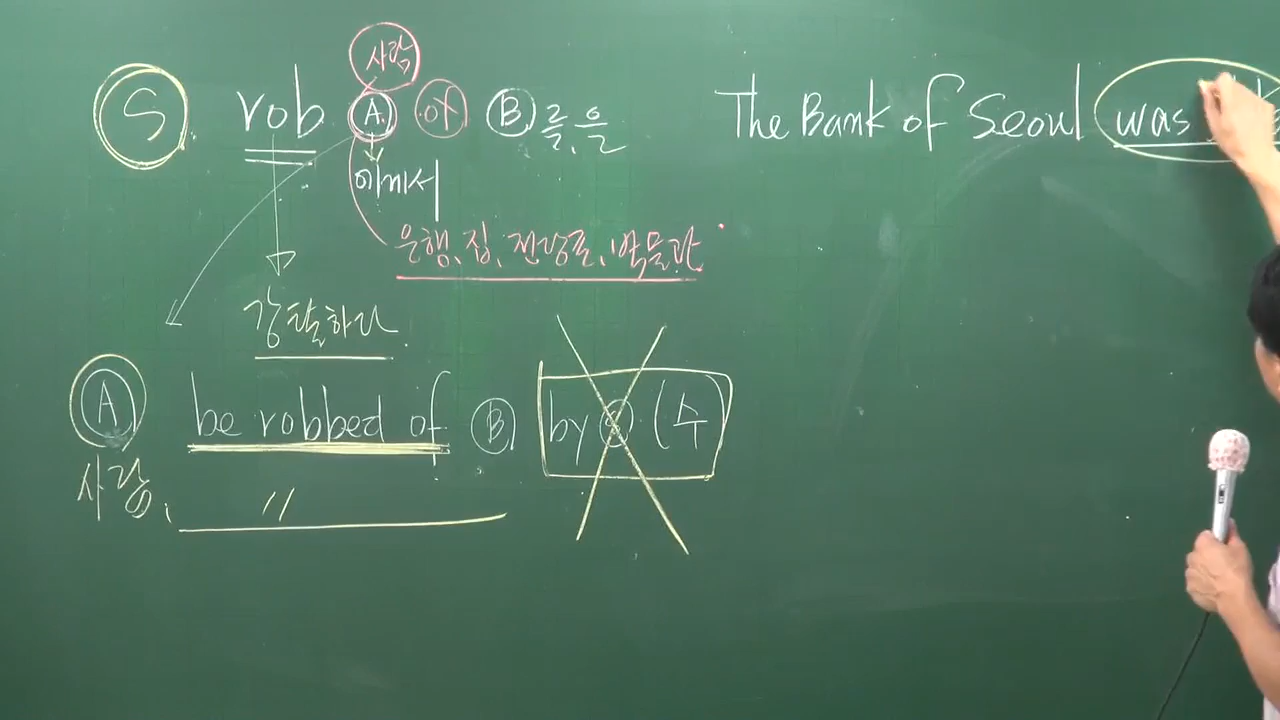 사람
S rob A of B 를, 을
에게서
은행, 집, 전당포, 박물관
강탈하다
A be robbed of B by (수
사람, 〃
The Bank of Seoul was